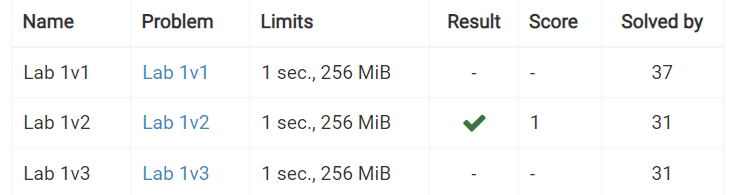 Name Problem Limits Result Score Solved by
Lab 1v1 Lab 1v1 1 sec., 256 MiB - - 37
Lab 1v2 Lab 1v2 1 sec., 256 MiB ✔ 1 31
Lab 1v3 Lab 1v3 1 sec., 256 MiB - - 31